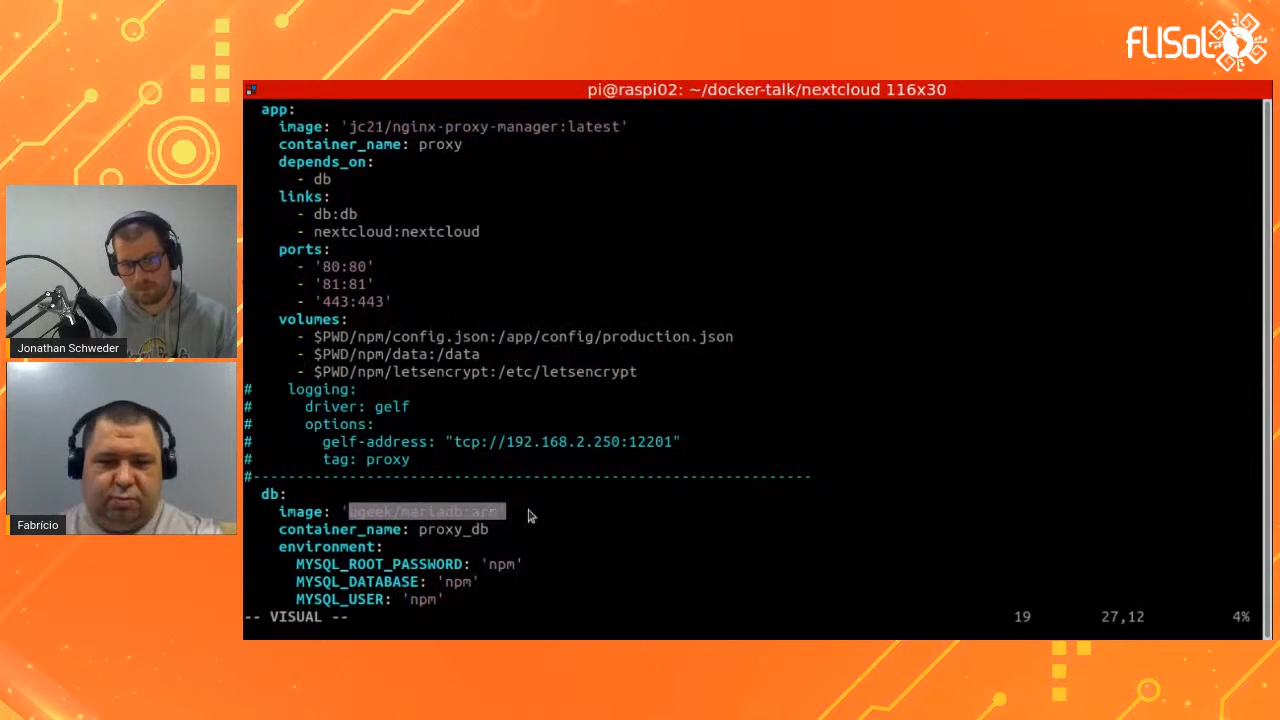 FLISoL
pi@raspi02: ~/docker-talk/nextcloud 116x30
app:
image: 'jc21/nginx-proxy-manager:latest'
container_name: proxy
depends_on:
- db
links:
- db:db
- nextcloud:nextcloud
ports:
- '80:80'
- '81:81'
- '443:443'
volumes:
- $PWD/npm/config.json:/app/config/production.json
- $PWD/npm/data:/data
- $PWD/npm/letsencrypt:/etc/letsencrypt
# logging:
# driver: gelf
# options:
# gelf-address: "tcp://192.168.2.250:12201"
# tag: proxy
#----------------------------------------------------------------
db:
image: 'ugeek/mariadb:arm'
container_name: proxy_db
environment:
MYSQL_ROOT_PASSWORD: 'npm'
MYSQL_DATABASE: 'npm'
MYSQL_USER: 'npm'
-- VISUAL -- 19 27,12 4%
Jonathan Schweder
Fabrício